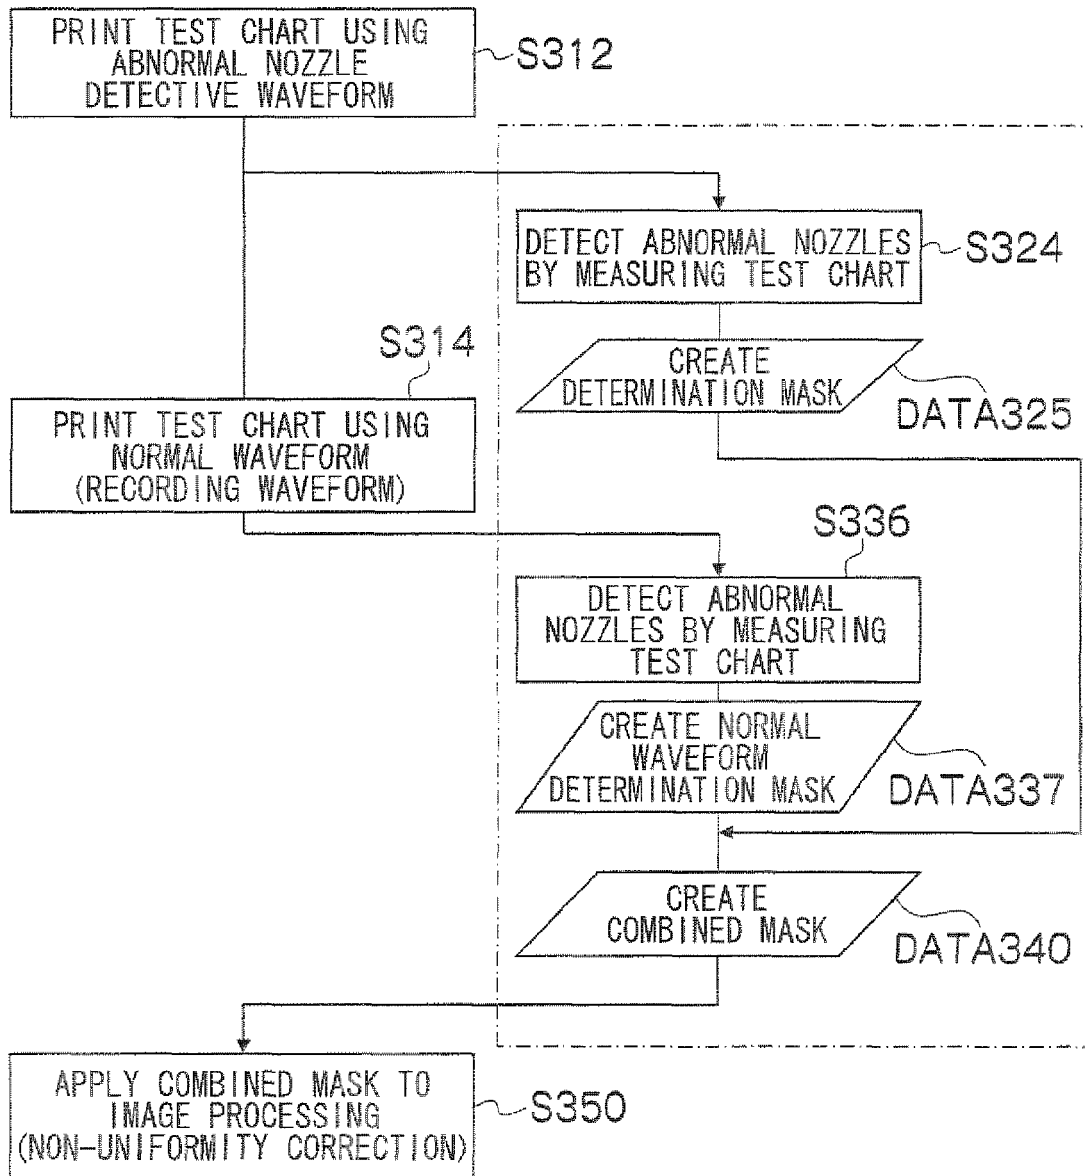 PRINT TEST CHART USING
ABNORMAL NOZZLE
DETECTIVE WAVEFORM
S312
DETECT ABNORMAL NOZZLES
BY MEASURING TEST CHART
S324
CREATE
DETERMINATION MASK
DATA325
S314
PRINT TEST CHART USING
NORMAL WAVEFORM
(RECORDING WAVEFORM)
S336
DETECT ABNORMAL
NOZZLES BY MEASURING
TEST CHART
CREATE NORMAL
WAVEFORM
DETERMINATION MASK
DATA337
CREATE
COMBINED MASK
DATA340
APPLY COMBINED MASK TO
IMAGE PROCESSING
(NON-UNIFORMITY CORRECTION)
S350